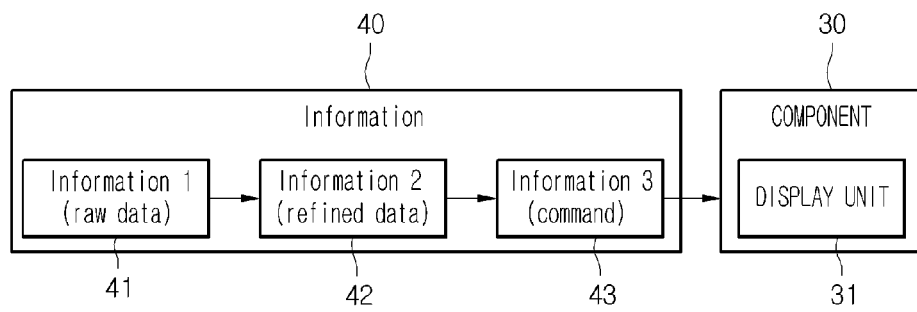 40
30
Information
COMPONENT
Information 1
(raw data)
Information 2
(refined data)
Information 3
(command)
DISPLAY UNIT
41
42
43
31